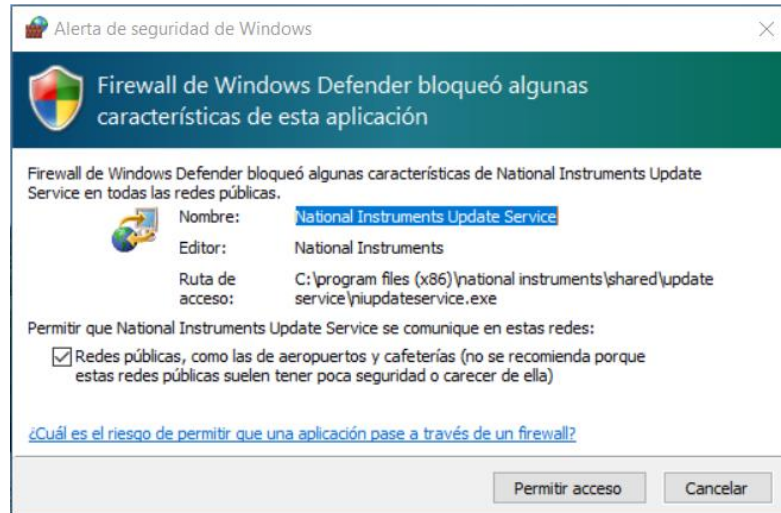 Alerta de seguridad de Windows
Firewall de Windows Defender bloqueó algunas
características de esta aplicación
Firewall de Windows Defender bloqueó algunas características de National Instruments Update
Service en todas las redes públicas.
Nombre: National Instruments Update Service
Editor: National Instruments
Ruta de acceso: C:\program files (x86)\national instruments\shared\update
service\niupdateservice.exe
Permitir que National Instruments Update Service se comunique en estas redes:
Redes públicas, como las de aeropuertos y cafeterías (no se recomienda porque
estas redes públicas suelen tener poca seguridad o carecer de ella)
¿Cuál es el riesgo de permitir que una aplicación pase a través de un firewall?
Permitir acceso Cancelar